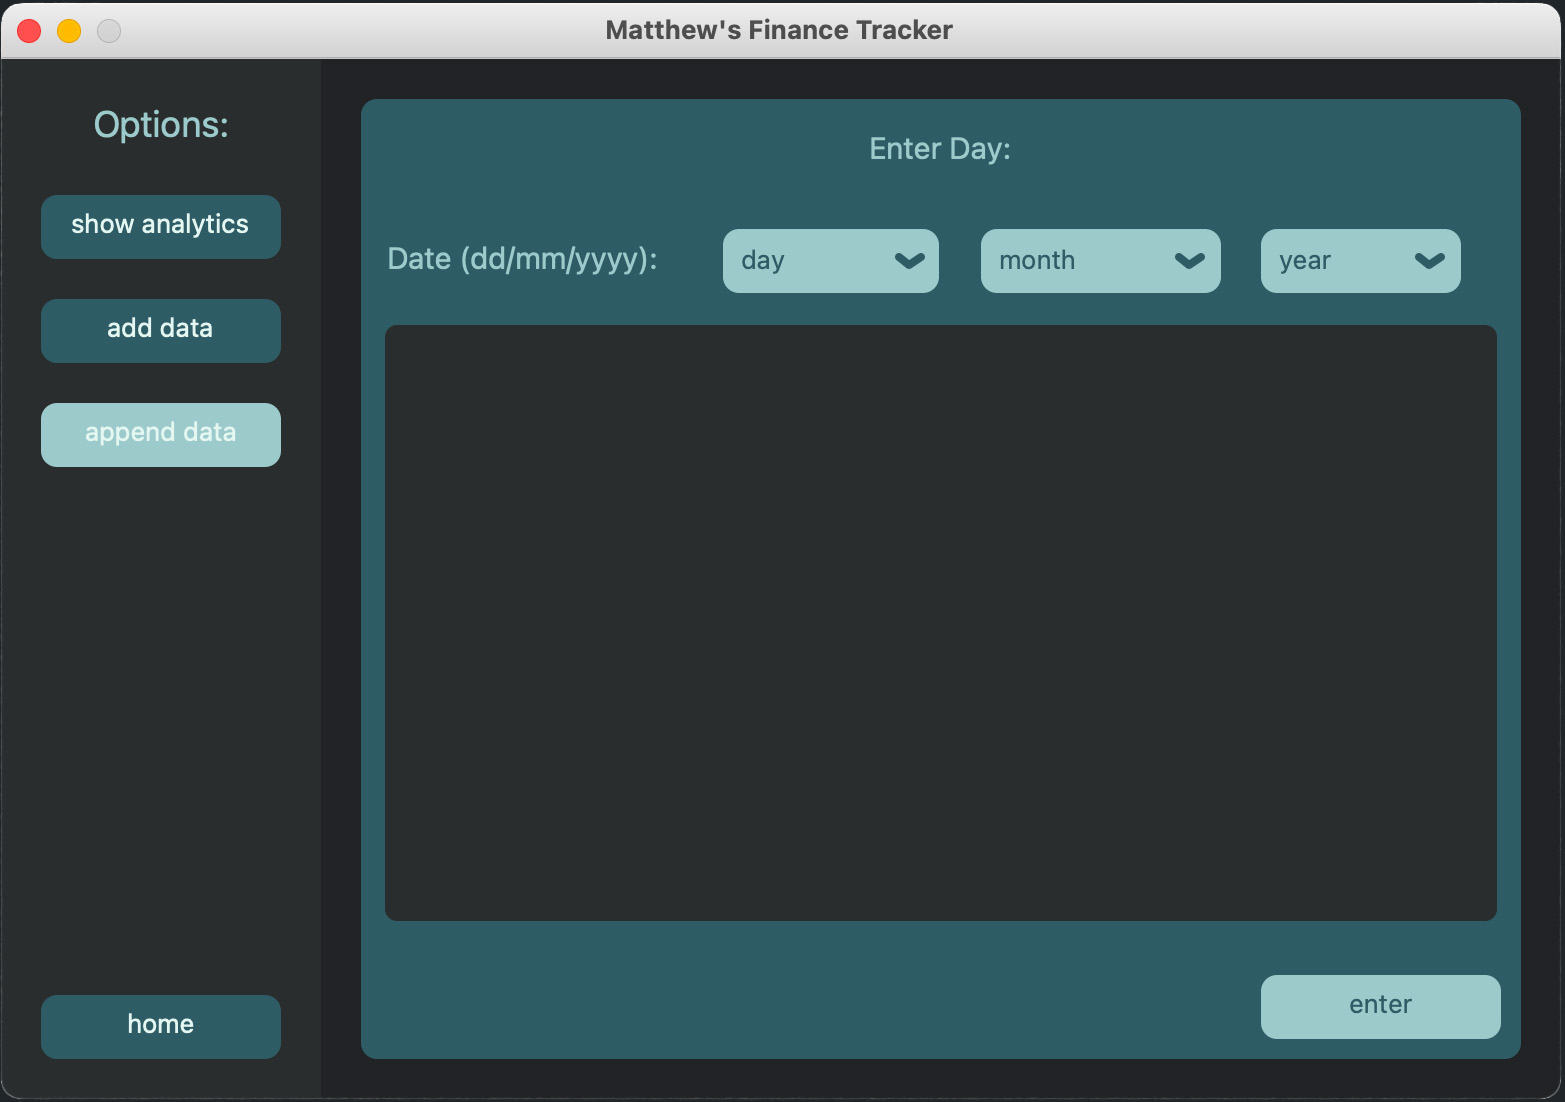 Matthew's Finance Tracker
Options:
show analytics
add data
append data
home
Enter Day:
Date (dd/mm/yyyy):
day
month
year
enter